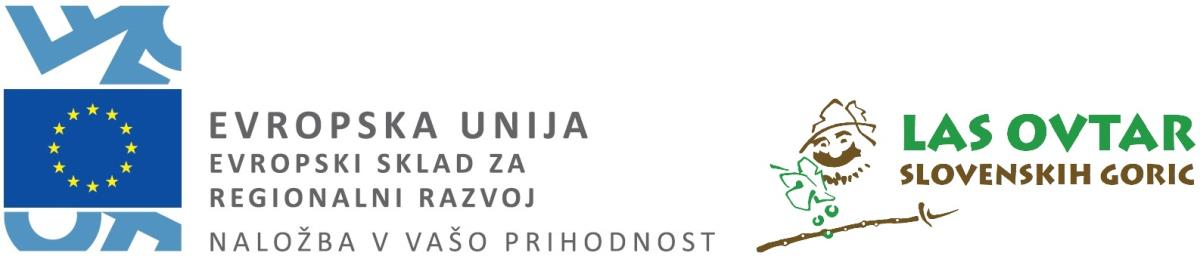 EVROPSKA UNIJA
EVROPSKI SKLAD ZA
REGIONALNI RAZVOJ
NALOŽBA V VAŠO PRIHODNOST
LAS OVTAR
SLOVENSKIH GORIC